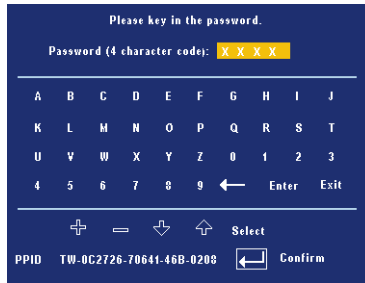 Please key in the password.
Password (4 character code): X X X X
A B C D E F G H I J
K L M N O P Q R S T
U V W X Y Z 0 1 2 3
4 5 6 7 8 9 ← Enter Exit
Select
PPID TW-0C2726-70641-46B-0208 Confirm